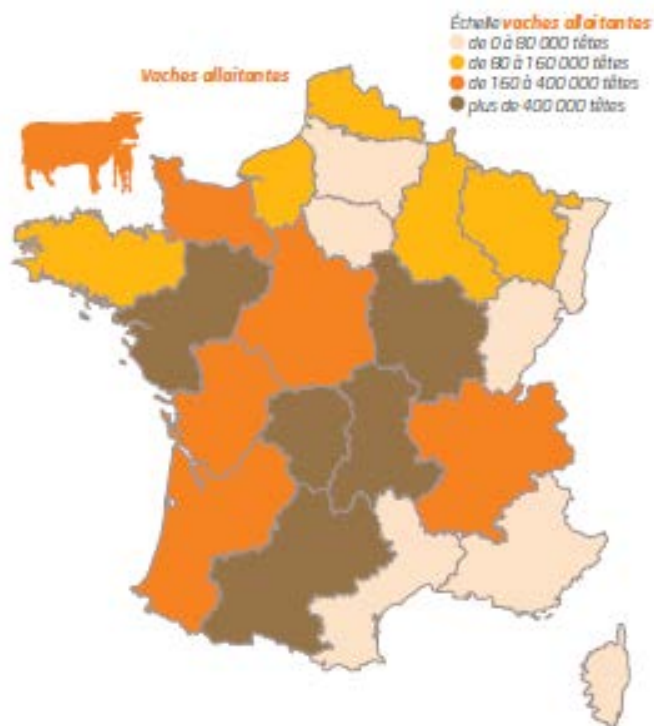 Échelle vaches allaitantes
de 0 à 80 000 têtes
de 80 à 160 000 têtes
de 160 à 400 000 têtes
plus de 400 000 têtes
Vaches allaitantes